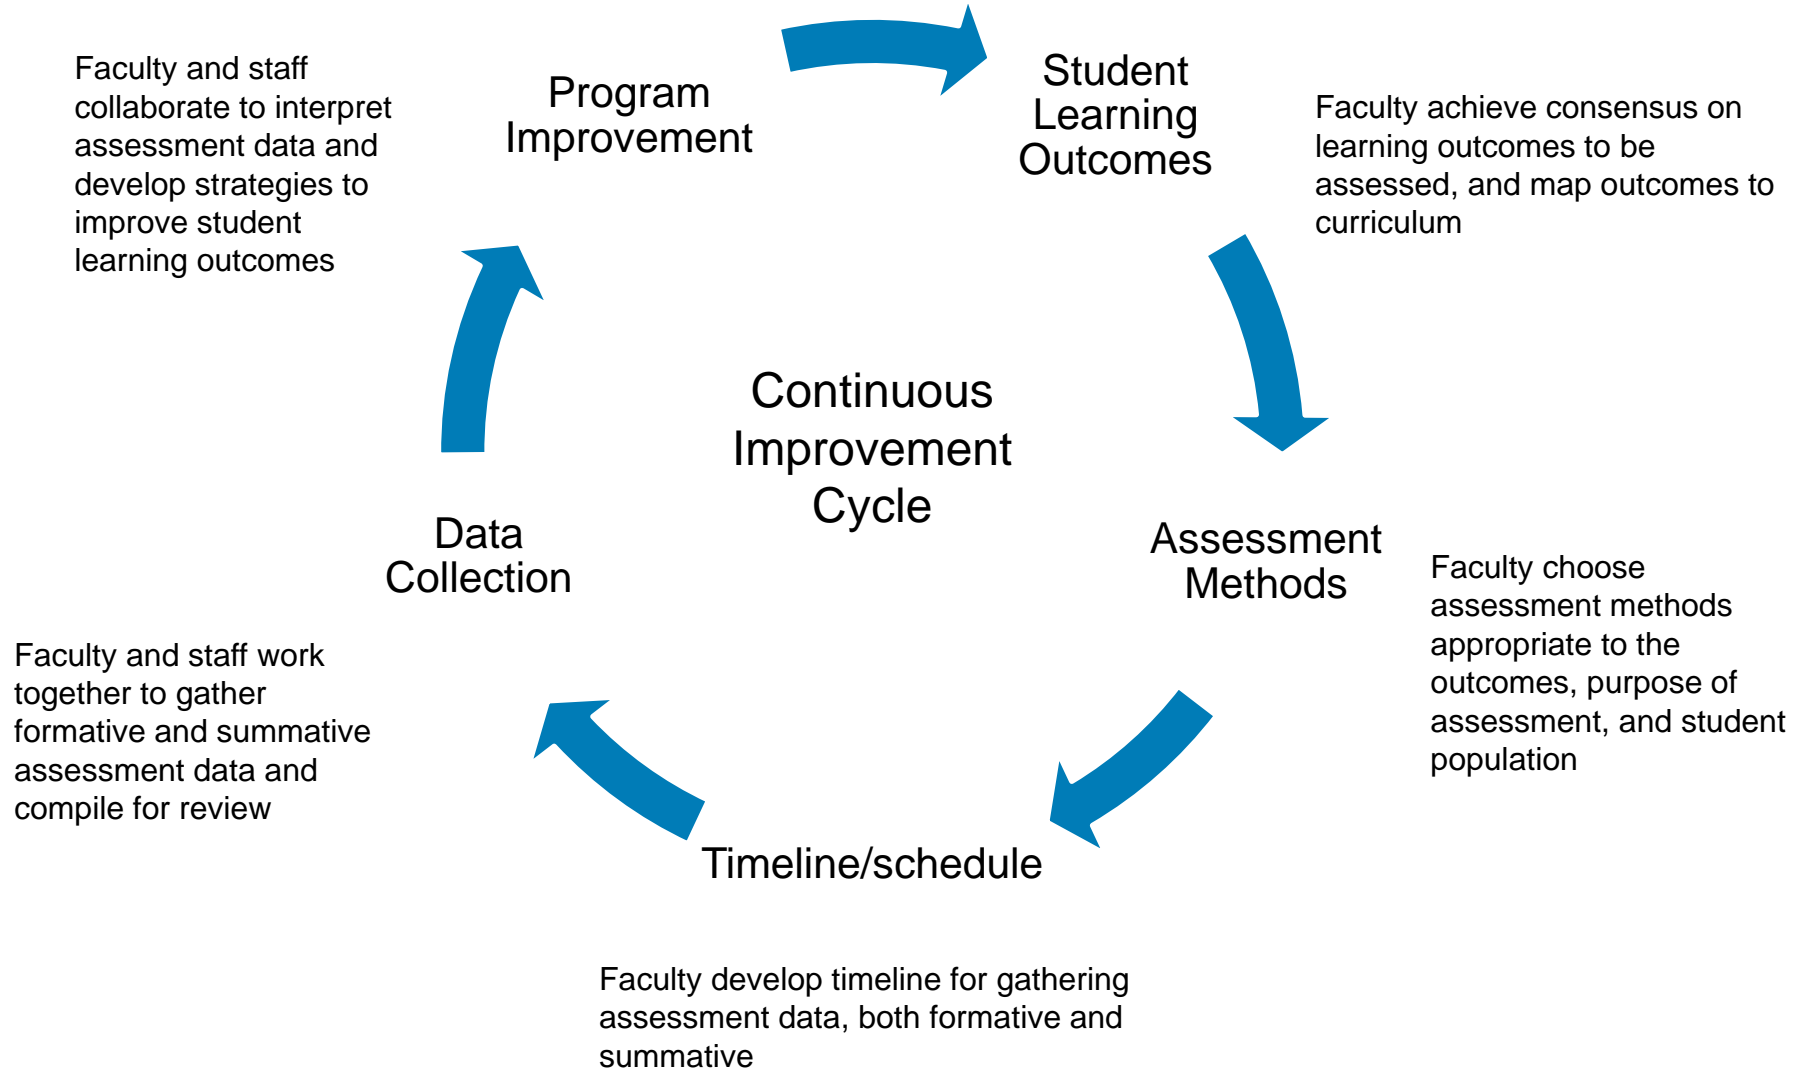 Faculty and staff
collaborate to interpret
assessment data and
develop strategies to
improve student
learning outcomes
Program
Improvement
Student
Learning
Outcomes
Faculty achieve consensus on
learning outcomes to be
assessed, and map outcomes to
curriculum
Continuous
Improvement
Cycle
Data
Collection
Assessment
Methods
Faculty choose
assessment methods
appropriate to the
outcomes, purpose of
assessment, and student
population
Faculty and staff work
together to gather
formative and summative
assessment data and
compile for review
Timeline/schedule
Faculty develop timeline for gathering
assessment data, both formative and
summative